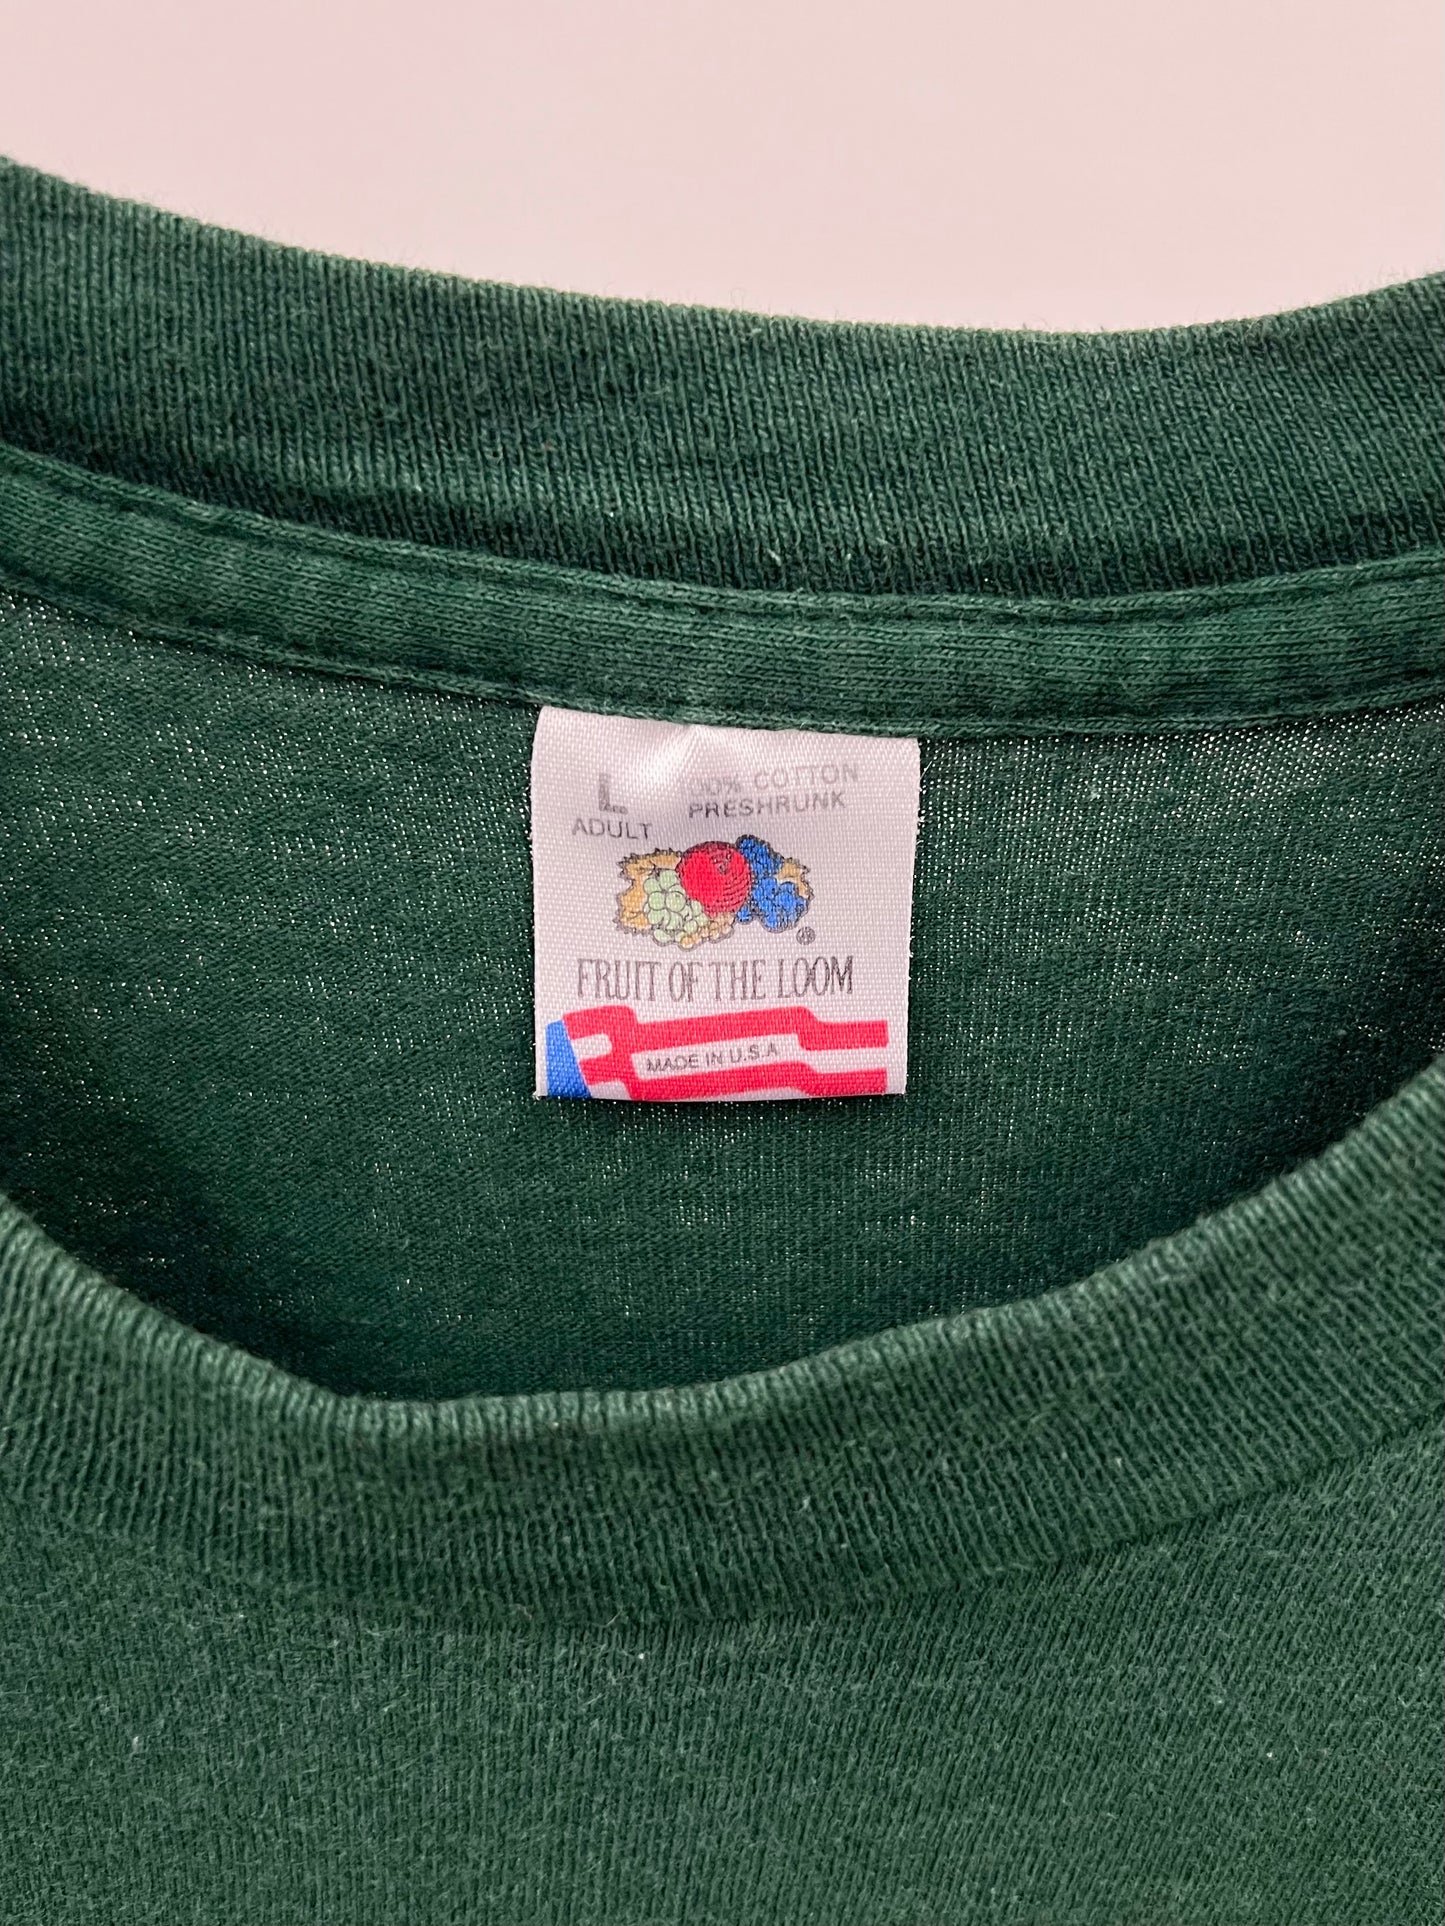 L
ADULT
100% COTTON
PRESHRUNK
®
FRUIT OF THE LOOM
MADE IN U.S.A